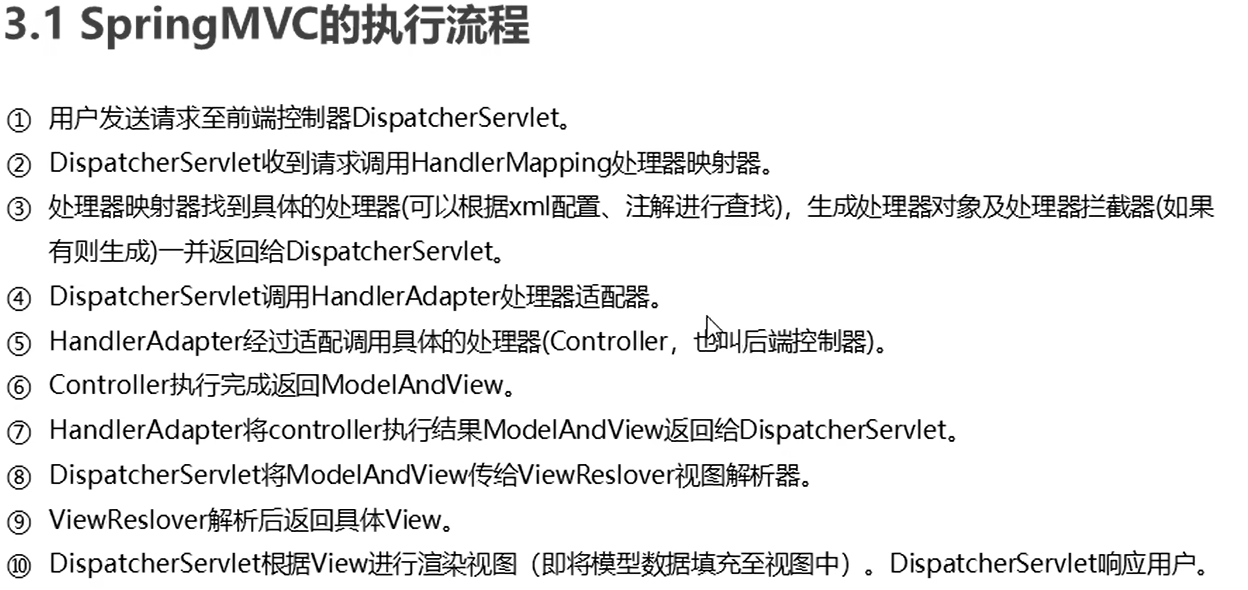 3.1 SpringMVC的执行流程
① 用户发送请求至前端控制器DispatcherServlet。
② DispatcherServlet收到请求调用HandlerMapping处理器映射器。
③ 处理器映射器找到具体的处理器(可以根据xml配置、注解进行查找)，生成处理器对象及处理器拦截器(如果
有则生成)一并返回给DispatcherServlet。
④ DispatcherServlet调用HandlerAdapter处理器适配器。
⑤ HandlerAdapter经过适配调用具体的处理器(Controller，也叫后端控制器)。
⑥ Controller执行完成返回ModelAndView。
⑦ HandlerAdapter将controller执行结果ModelAndView返回给DispatcherServlet。
⑧ DispatcherServlet将ModelAndView传给ViewReslover视图解析器。
⑨ ViewReslover解析后返回具体View。
⑩ DispatcherServlet根据View进行渲染视图（即将模型数据填充至视图中）。DispatcherServlet响应用户。